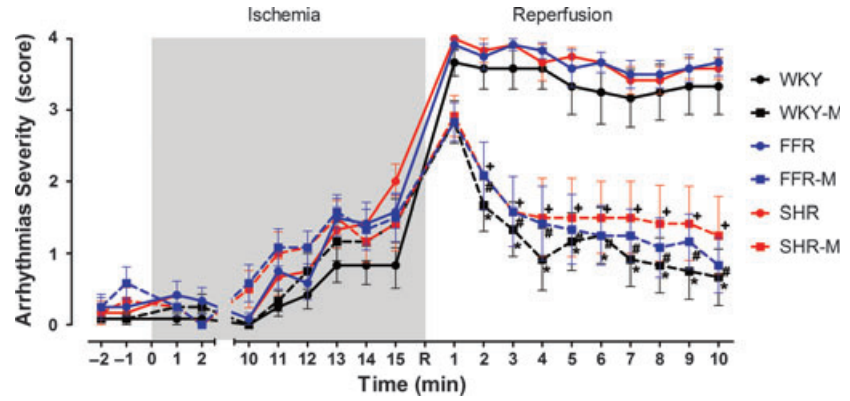 Ischemia Reperfusion
Arrhythmias Severity (score)
4
3
2
1
0
–2 –1 0 1 2 10 11 12 13 14 15 R 1 2 3 4 5 6 7 8 9 10
Time (min)
WKY
WKY-M
FFR
FFR-M
SHR
SHR-M
+ + + + + + + + +
# # # # # # # # #
* * * * * * * * *